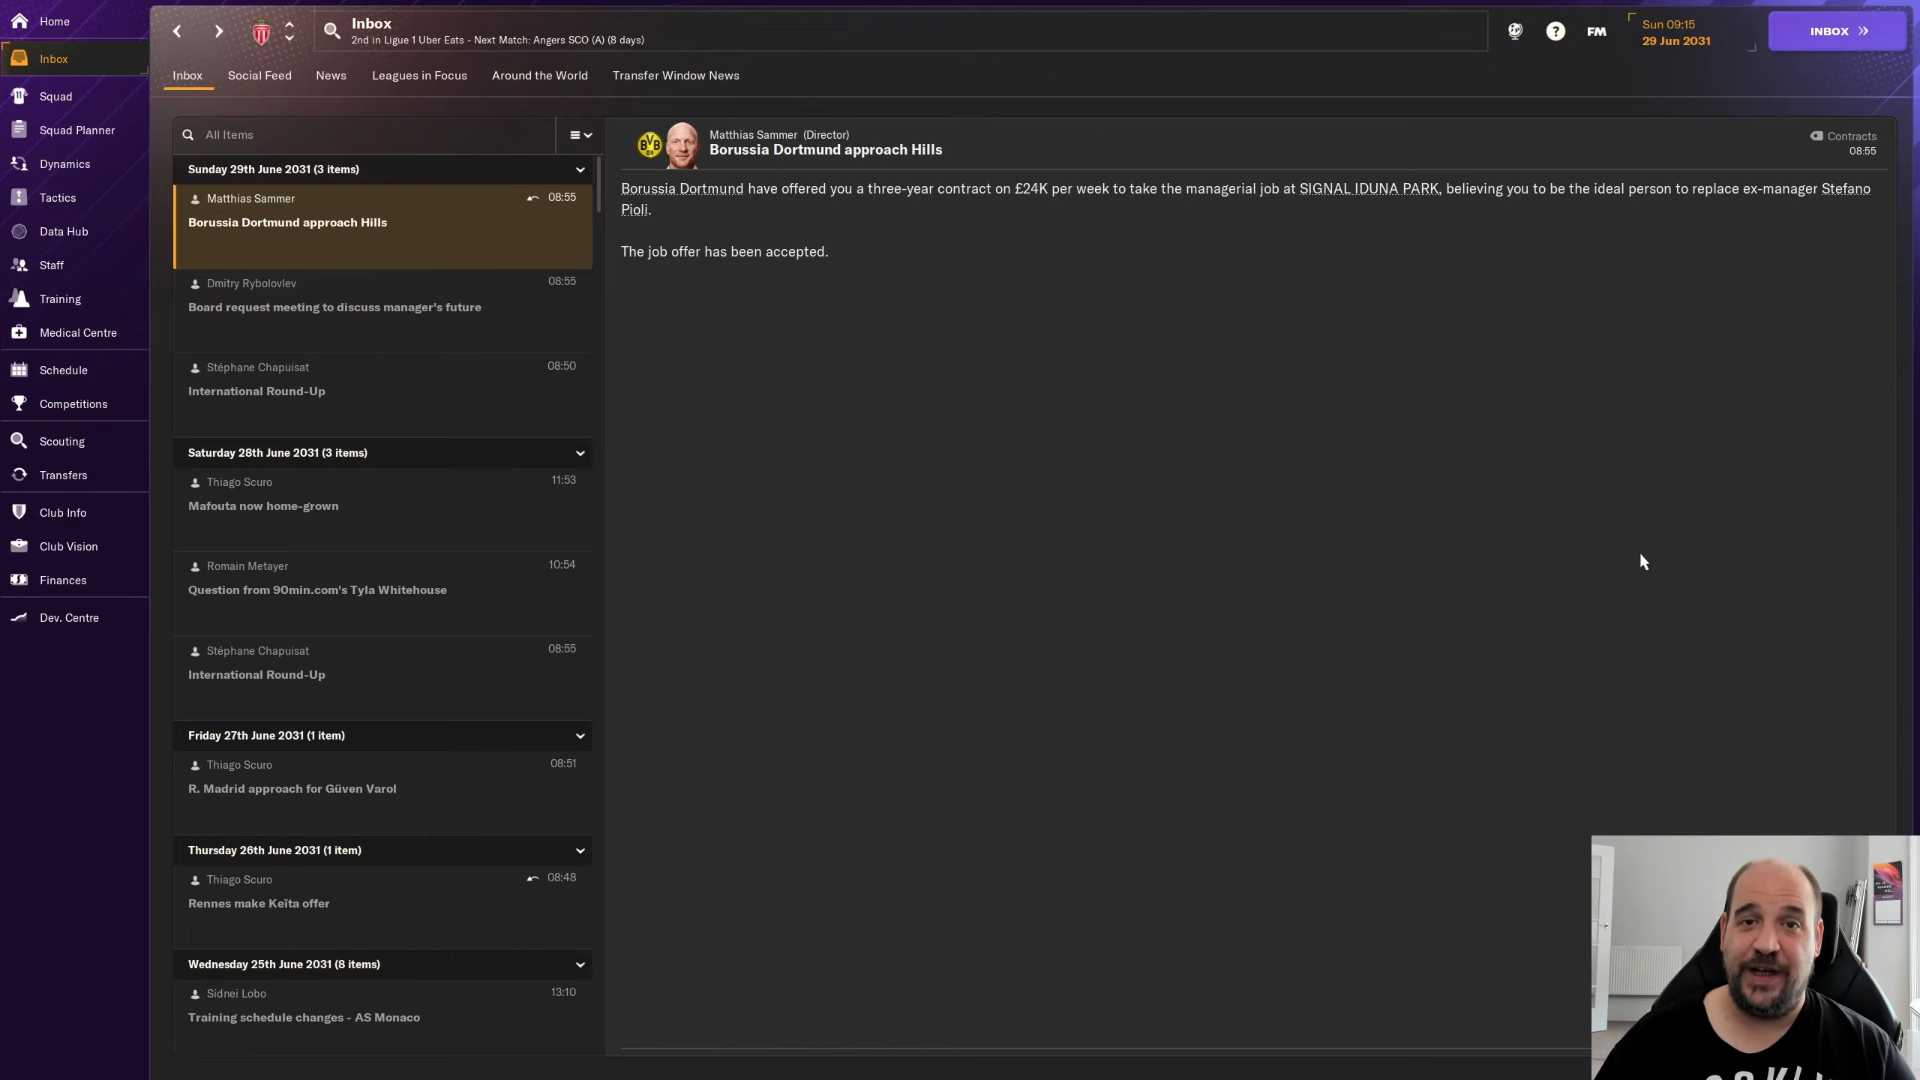 Home
Inbox
Squad
Squad Planner
Dynamics
Tactics
Data Hub
Staff
Training
Medical Centre
Schedule
Competitions
Scouting
Transfers
Club Info
Club Vision
Finances
Dev. Centre
Inbox
2nd in Ligue 1 Uber Eats - Next Match: Angers SCO (A) (8 days)
FM
Sun 09:15
29 Jun 2031
INBOX
Inbox Social Feed News Leagues in Focus Around the World Transfer Window News
All Items
Sunday 29th June 2031 (3 items)
Matthias Sammer 08:55
Borussia Dortmund approach Hills
Dmitry Rybolovlev 08:55
Board request meeting to discuss manager's future
Stéphane Chapuisat 08:50
International Round-Up
Saturday 28th June 2031 (3 items)
Thiago Scuro 11:53
Mafouta now home-grown
Romain Metayer 10:54
Question from 90min.com's Tyla Whitehouse
Stéphane Chapuisat 08:55
International Round-Up
Friday 27th June 2031 (1 item)
Thiago Scuro 08:51
R. Madrid approach for Güven Varol
Thursday 26th June 2031 (1 item)
Thiago Scuro 08:48
Rennes make Keïta offer
Wednesday 25th June 2031 (8 items)
Sidnei Lobo 13:10
Training schedule changes - AS Monaco
BVB
09
Matthias Sammer (Director)
Borussia Dortmund approach Hills
Contracts
08:55
Borussia Dortmund have offered you a three-year contract on £24K per week to take the managerial job at SIGNAL IDUNA PARK, believing you to be the ideal person to replace ex-manager Stefano
Pioli.
The job offer has been accepted.